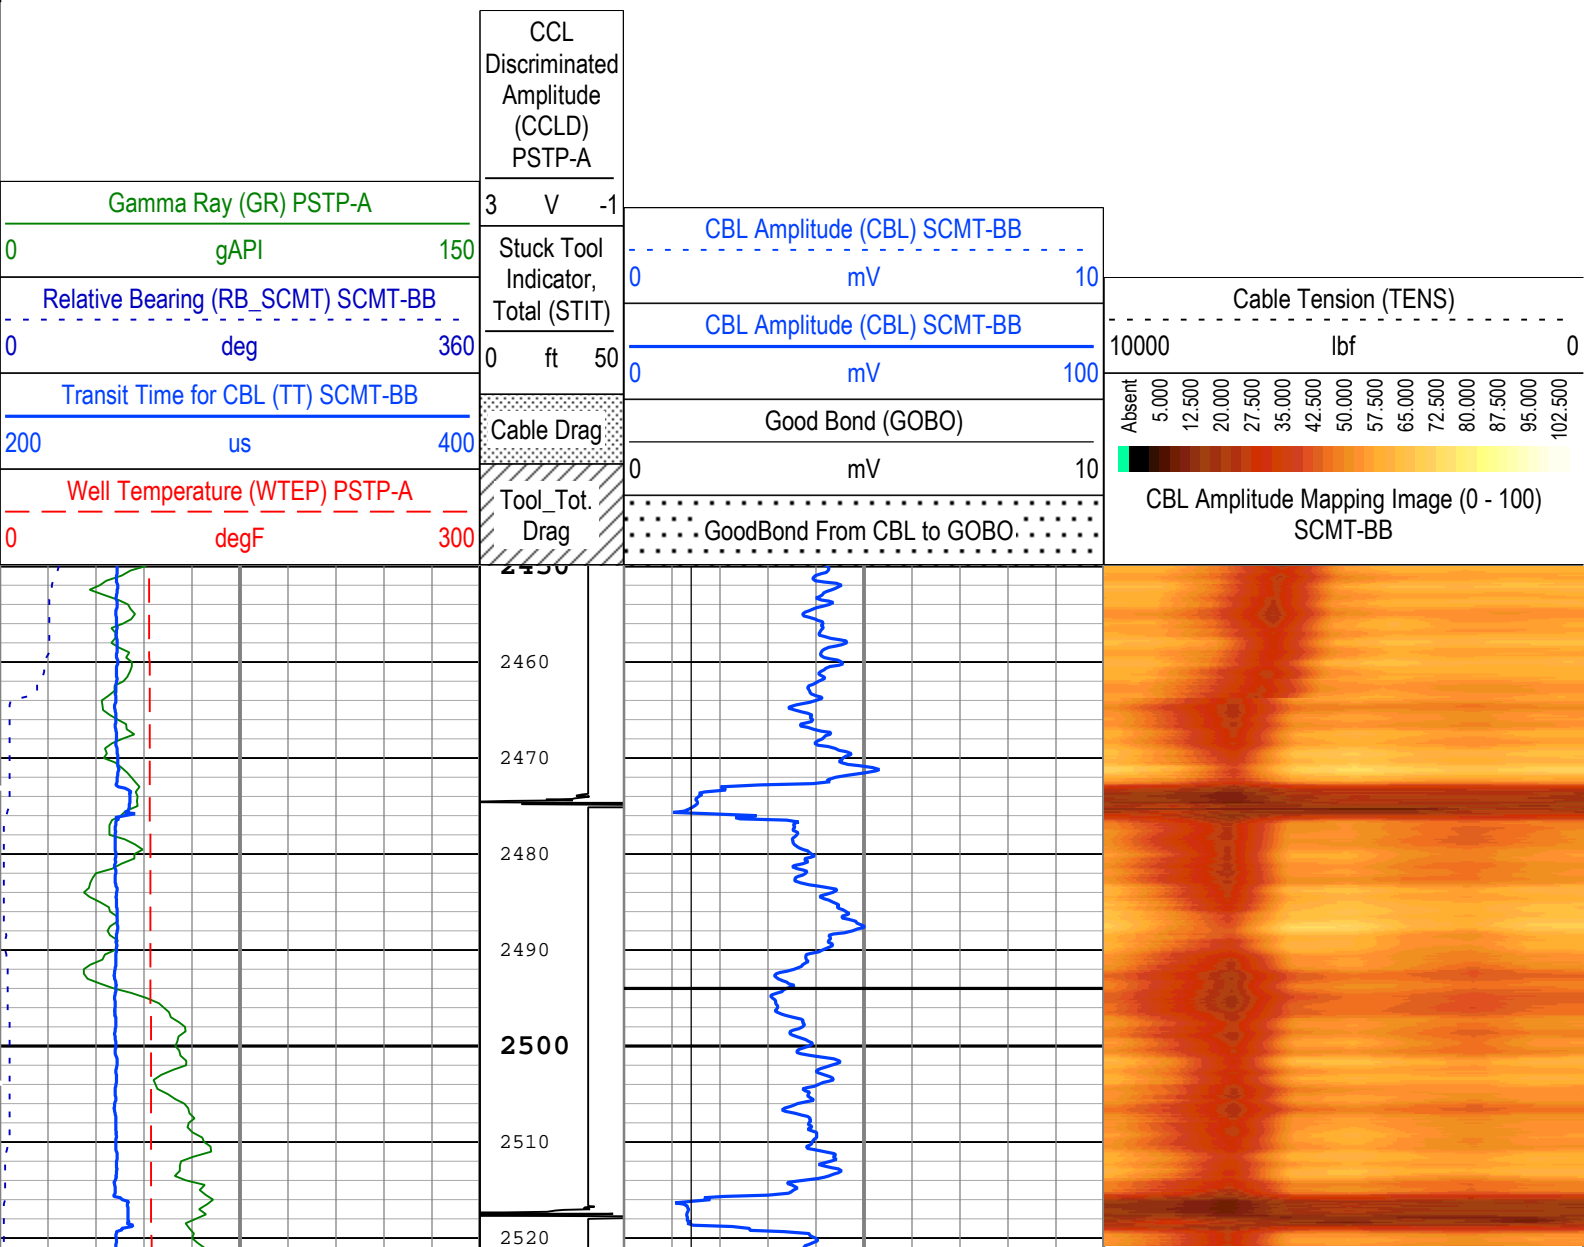 CCL
Discriminated
Amplitude
(CCLD)
PSTP-A
3 V -1
Stuck Tool
Indicator,
Total (STIT)
0 ft 50
Cable Drag
Tool_Tot.
Drag
Gamma Ray (GR) PSTP-A
0 gAPI 150
Relative Bearing (RB_SCMT) SCMT-BB
0 deg 360
Transit Time for CBL (TT) SCMT-BB
200 us 400
Well Temperature (WTEP) PSTP-A
0 degF 300
CBL Amplitude (CBL) SCMT-BB
0 mV 10
CBL Amplitude (CBL) SCMT-BB
0 mV 100
Good Bond (GOBO)
0 mV 10
GoodBond From CBL to GOBO
Cable Tension (TENS)
10000 lbf 0
Absent
5.000
12.500
20.000
27.500
35.000
42.500
50.000
57.500
65.000
72.500
80.000
87.500
95.000
102.500
CBL Amplitude Mapping Image (0 - 100)
SCMT-BB
2450
2460
2470
2480
2490
2500
2510
2520